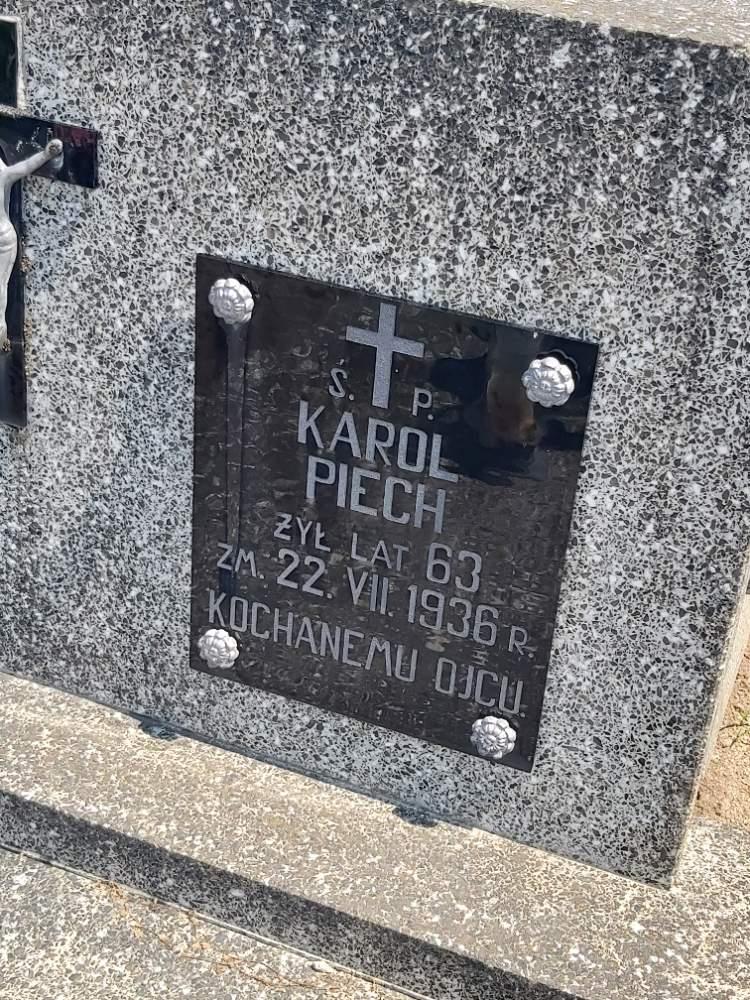 Ś. P.
KAROL
PIECH
ŻYŁ LAT 63
ZM. 22. VII. 1936 R.
KOCHANEMU OJCU.